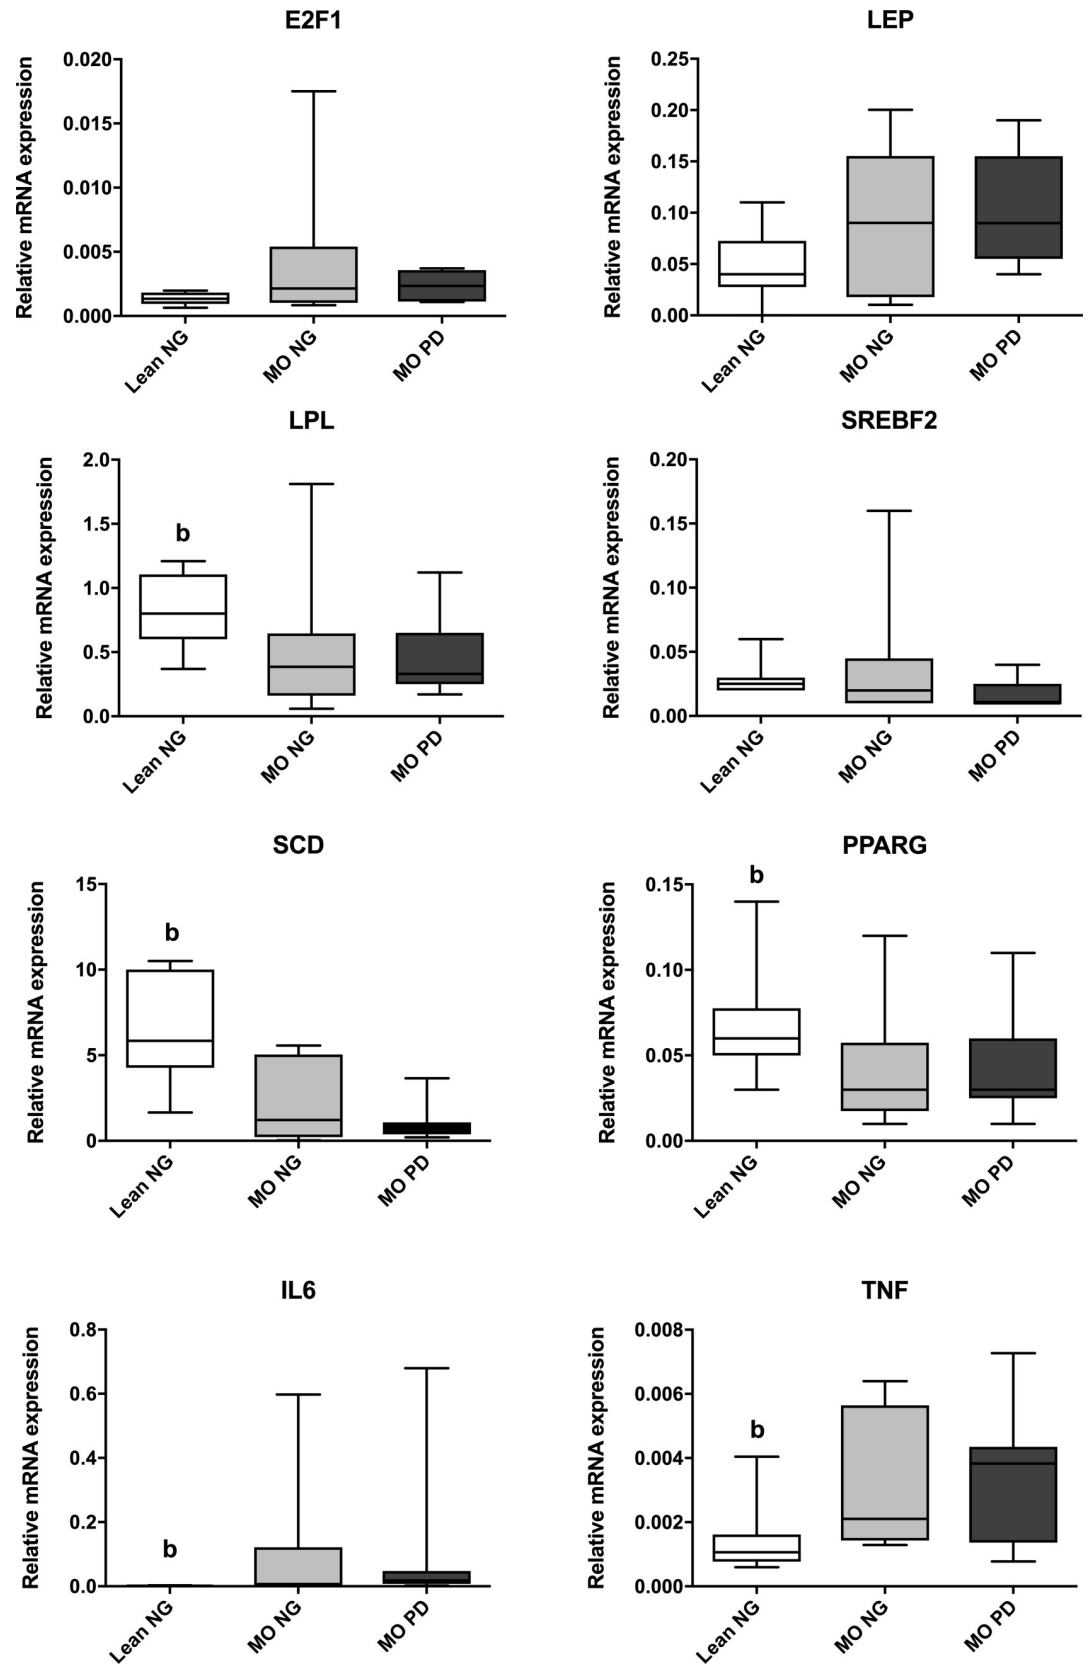 E2F1
Relative mRNA expression
0.020
0.015
0.010
0.005
0.000
Lean NG
MO NG
MO PD
LEP
Relative mRNA expression
0.25
0.20
0.15
0.10
0.05
0.00
Lean NG
MO NG
MO PD
LPL
Relative mRNA expression
2.0
1.5
1.0
0.5
0.0
b
Lean NG
MO NG
MO PD
SREBF2
Relative mRNA expression
0.20
0.15
0.10
0.05
0.00
Lean NG
MO NG
MO PD
SCD
Relative mRNA expression
15
10
5
0
b
Lean NG
MO NG
MO PD
PPARG
Relative mRNA expression
0.15
0.10
0.05
0.00
b
Lean NG
MO NG
MO PD
IL6
Relative mRNA expression
0.8
0.6
0.4
0.2
0.0
b
Lean NG
MO NG
MO PD
TNF
Relative mRNA expression
0.008
0.006
0.004
0.002
0.000
b
Lean NG
MO NG
MO PD